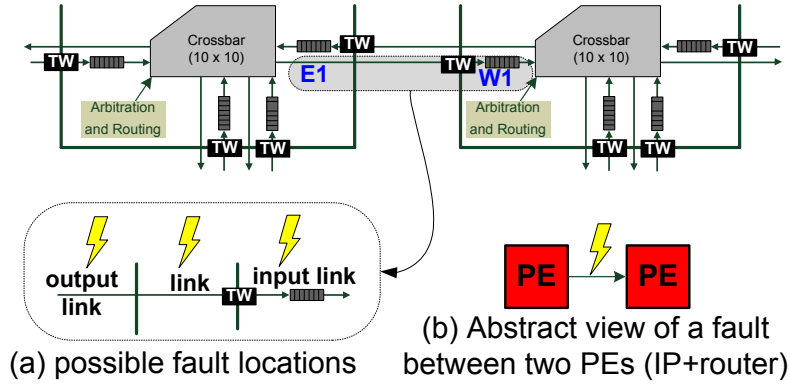 Crossbar
(10 x 10)
TW
TW
Arbitration
and Routing
TW
TW
E1
TW
W1
Crossbar
(10 x 10)
TW
Arbitration
and Routing
TW
TW
output
link
link
TW
input link
(a) possible fault locations
PE
PE
(b) Abstract view of a fault
between two PEs (IP+router)